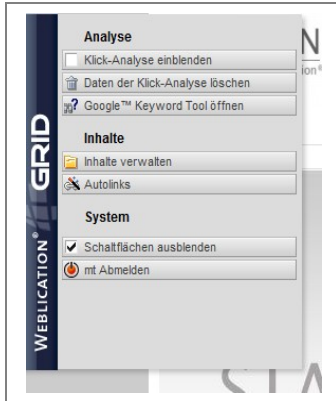 Analyse
Klick-Analyse einblenden
Daten der Klick-Analyse löschen
Google™ Keyword Tool öffnen
Inhalte
Inhalte verwalten
Autolinks
System
Schaltflächen ausblenden
mt Abmelden
WEBLICATION® GRID
N
ion®